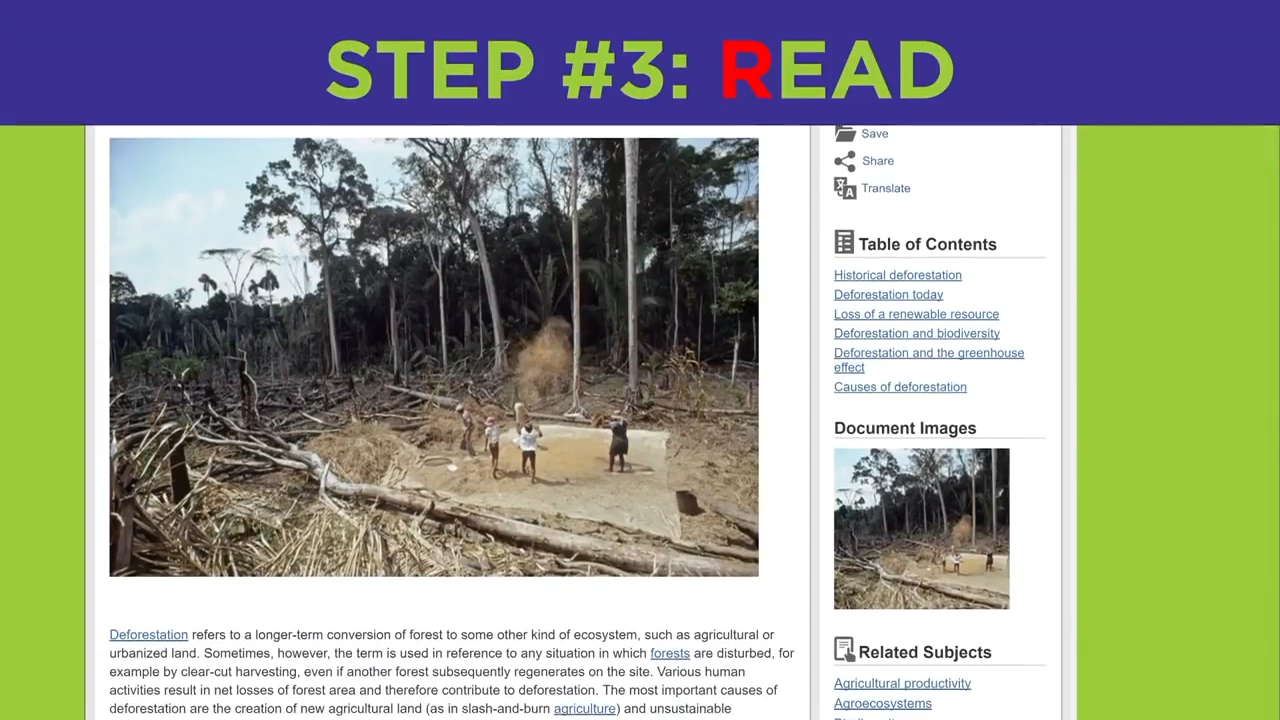 STEP #3: READ
Save
Share
Translate
Table of Contents
Historical deforestation
Deforestation today
Loss of a renewable resource
Deforestation and biodiversity
Deforestation and the greenhouse
effect
Causes of deforestation
Document Images
Related Subjects
Agricultural productivity
Agroecosystems
Deforestation refers to a longer-term conversion of forest to some other kind of ecosystem, such as agricultural or
urbanized land. Sometimes, however, the term is used in reference to any situation in which forests are disturbed, for
example by clear-cut harvesting, even if another forest subsequently regenerates on the site. Various human
activities result in net losses of forest area and therefore contribute to deforestation. The most important causes of
deforestation are the creation of new agricultural land (as in slash-and-burn agriculture) and unsustainable